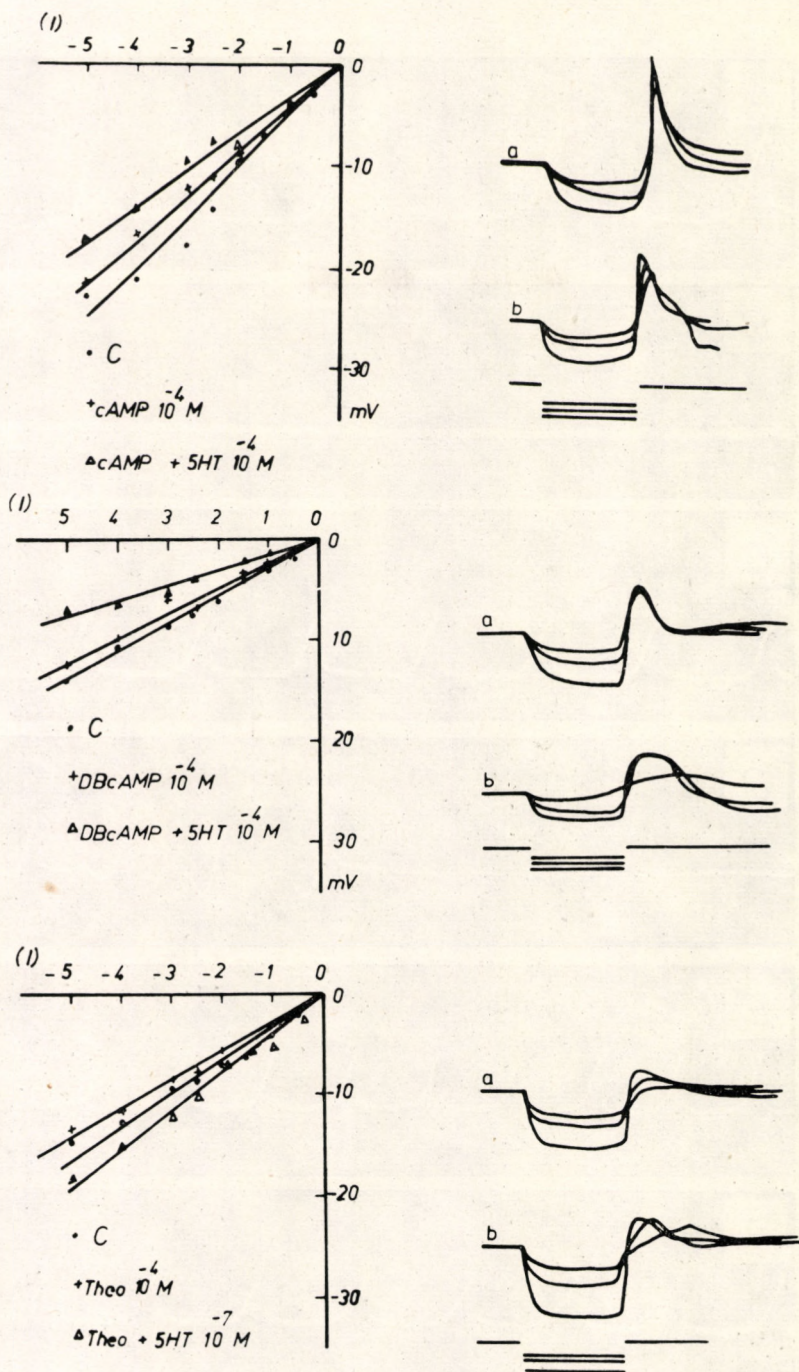 (I)
-5 -4 -3 -2 -1 0
0
-10
-20
-30
mV
• C
+cAMP 10⁻⁴ M
▵cAMP + 5HT 10⁻⁴ M
a
b
(I)
5 4 3 2 1 0
0
10
20
30
mV
• C
+DBcAMP 10⁻⁴ M
▵DBcAMP + 5HT 10⁻⁴ M
a
b
(I)
-5 -4 -3 -2 -1 0
0
-10
-20
-30
• C
+Theo 10⁻⁴ M
▵Theo + 5HT 10⁻⁷ M
a
b